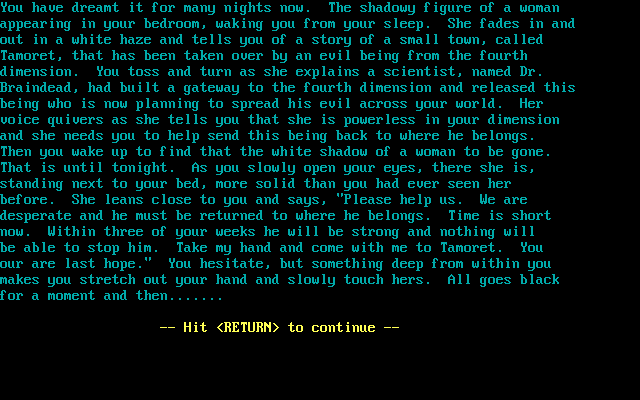 You have dreamt it for many nights now.  The shadowy figure of a woman
appearing in your bedroom, waking you from your sleep.  She fades in and
out in a white haze and tells you of a story of a small town, called
Tamoret, that has been taken over by an evil being from the fourth
dimension.  You toss and turn as she explains a scientist, named Dr.
Braindead, had built a gateway to the fourth dimension and released this
being who is now planning to spread his evil across your world.  Her
voice quivers as she tells you that she is powerless in your dimension
and she needs you to help send this being back to where he belongs.
Then you wake up to find that the white shadow of a woman to be gone.
That is until tonight.  As you slowly open your eyes, there she is,
standing next to your bed, more solid than you had ever seen her
before.  She leans close to you and says, "Please help us.  We are
desperate and he must be returned to where he belongs.  Time is short
now.  Within three of your weeks he will be strong and nothing will
be able to stop him.  Take my hand and come with me to Tamoret.  You
our are last hope."  You hesitate, but something deep from within you
makes you stretch out your hand and slowly touch hers.  All goes black
for a moment and then.......
-- Hit <RETURN> to continue --